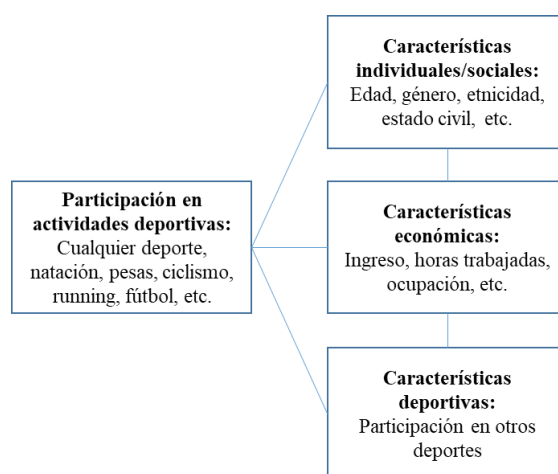 Características
individuales/sociales:
Edad, género, etnicidad,
estado civil, etc.
Participación en
actividades deportivas:
Cualquier deporte,
natación, pesas, ciclismo,
running, fútbol, etc.
Características
económicas:
Ingreso, horas trabajadas,
ocupación, etc.
Características
deportivas:
Participación en otros
deportes